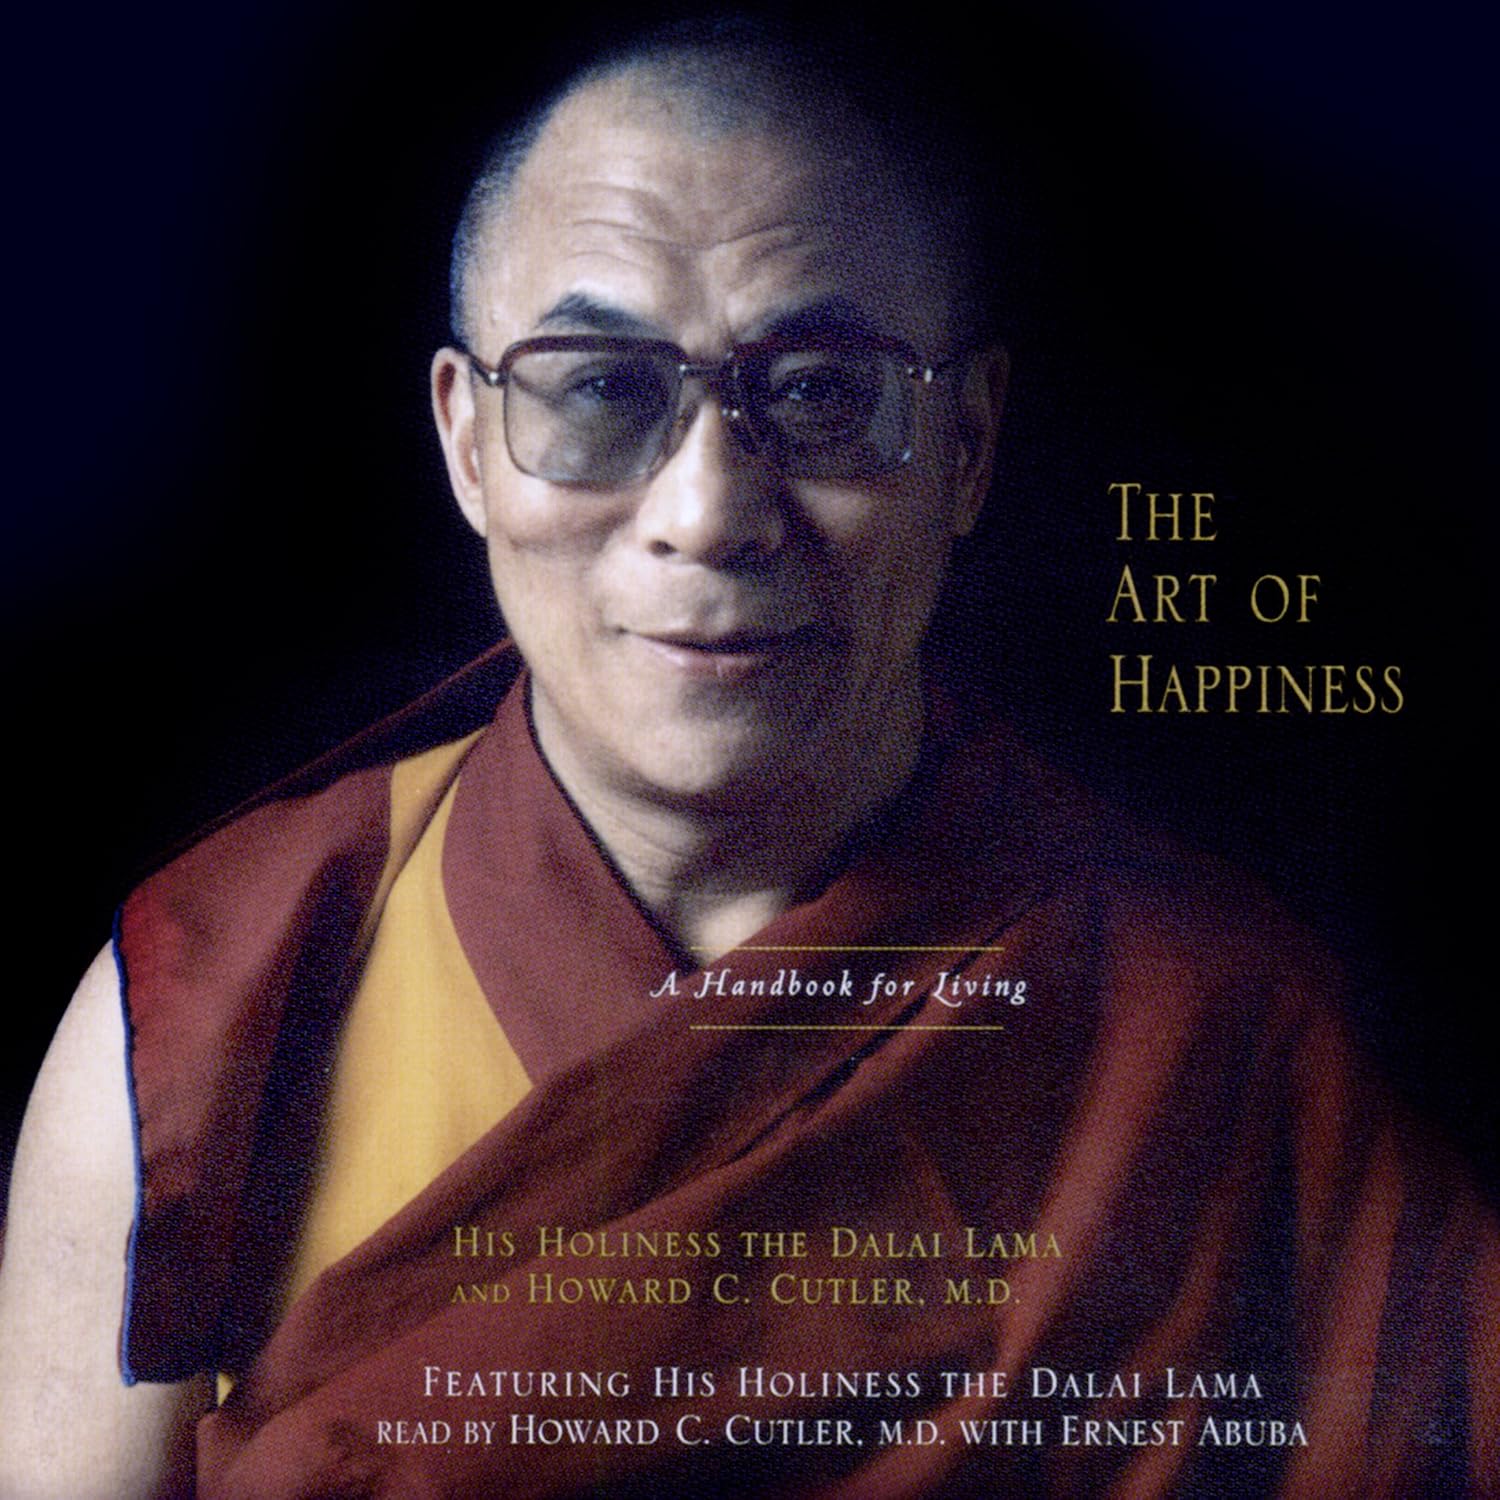 THE
ART OF
HAPPINESS
A Handbook for Living
HIS HOLINESS THE DALAI LAMA
AND HOWARD C. CUTLER, M.D.
FEATURING HIS HOLINESS THE DALAI LAMA
READ BY HOWARD C. CUTLER, M.D. WITH ERNEST ABUBA